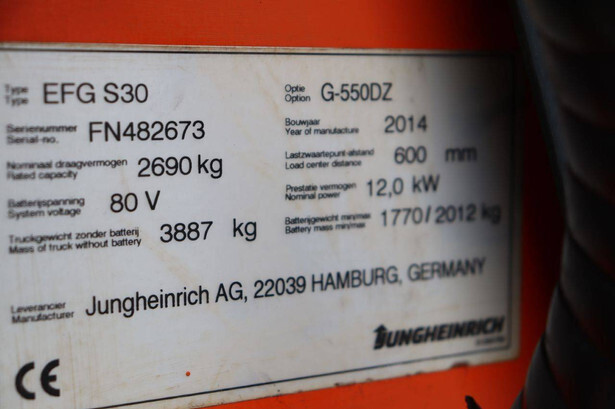 Type EFG S30
Type
Optie G-550DZ
Option
Serienummer FN482673
Serial-no.
Bouwjaar 2014
Year of manufacture
Nominaal draagvermogen 2690 kg
Rated capacity
Lastzwaartepunt-afstand 600 mm
Load center distance
Batterijspanning 80 V
System voltage
Prestatie vermogen 12,0 kW
Nominal power
Truckgewicht zonder batterij 3887 kg
Mass of truck without battery
Batterijgewicht min/max 1770/2012 kg
Battery mass min/max
Leverancier Jungheinrich AG, 22039 HAMBURG, GERMANY
Manufacturer
JUNGHEINRICH
CE